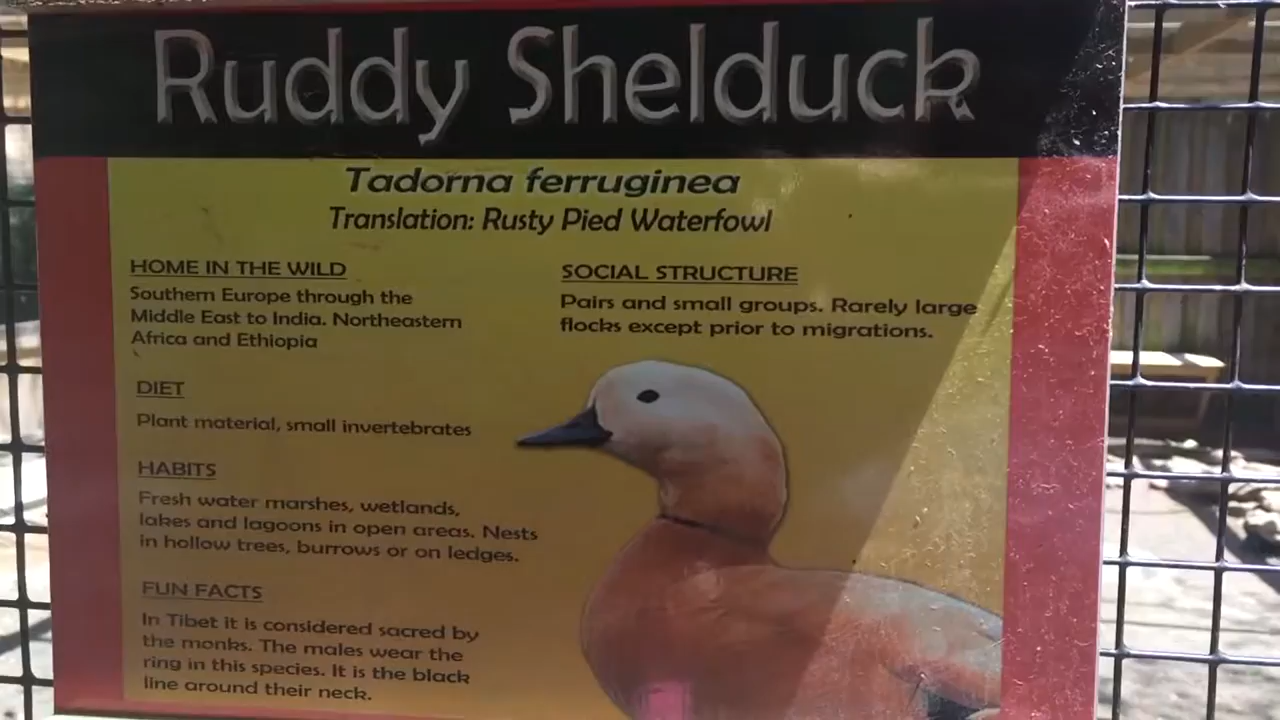 Ruddy Shelduck
Tadorna ferruginea
Translation: Rusty Pied Waterfowl
HOME IN THE WILD
Southern Europe through the
Middle East to India. Northeastern
Africa and Ethiopia
DIET
Plant material, small invertebrates
HABITS
Fresh water marshes, wetlands,
lakes and lagoons in open areas. Nests
in hollow trees, burrows or on ledges.
FUN FACTS
In Tibet it is considered sacred by
the monks. The males wear the
ring in this species. It is the black
line around their neck.
SOCIAL STRUCTURE
Pairs and small groups. Rarely large
flocks except prior to migrations.